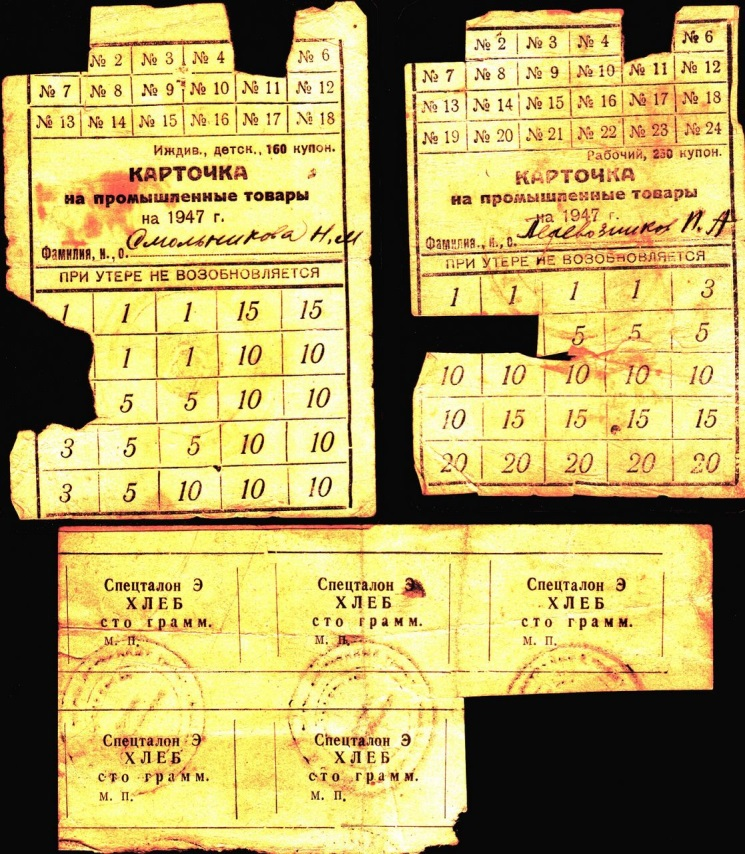 № 2 № 3 № 4 № 6
№ 7 № 8 № 9 № 10 № 11 № 12
№ 13 № 14 № 15 № 16 № 17 № 18
Иждив., детск., 160 купон.
КАРТОЧКА
на промышленные товары
на 1947 г.
Фамилия, и., о. Смольникова Н. М
ПРИ УТЕРЕ НЕ ВОЗОБНОВЛЯЕТСЯ
1 1 1 15 15
1 1 10 10
5 5 10 10
3 5 5 10 10
3 5 10 10 10
№ 2 № 3 № 4 № 6
№ 7 № 8 № 9 № 10 № 11 № 12
№ 13 № 14 № 15 № 16 № 17 № 18
№ 19 № 20 № 21 № 22 № 23 № 24
Рабочий, 250 купон.
КАРТОЧКА
на промышленные товары
на 1947 г.
Фамилия, и., о. Перевозчиков П. А
ПРИ УТЕРЕ НЕ ВОЗОБНОВЛЯЕТСЯ
1 1 1 1 3
5 5 5
10 10 10 10 10
10 15 15 15 15
20 20 20 20 20
Спецталон Э Спецталон Э Спецталон Э
ХЛЕБ ХЛЕБ ХЛЕБ
сто грамм. сто грамм. сто грамм.
М. П. М. П. М. П.
Спецталон Э Спецталон Э
ХЛЕБ ХЛЕБ
сто грамм. сто грамм.
М. П. М. П.